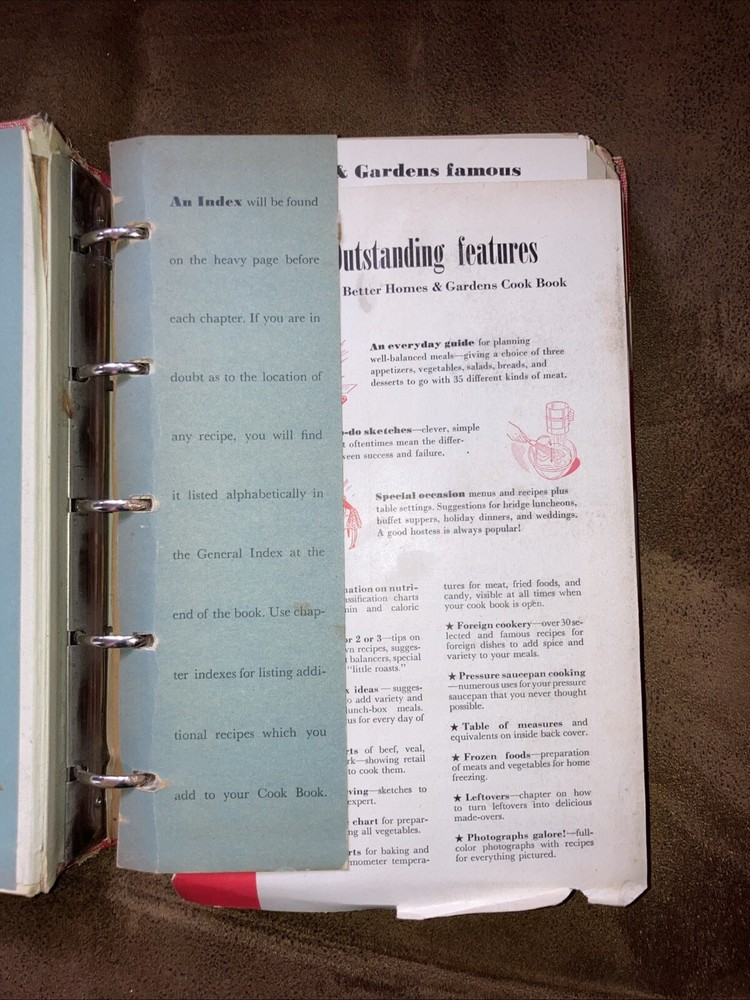 An Index will be found
on the heavy page before
each chapter. If you are in
doubt as to the location of
any recipe, you will find
it listed alphabetically in
the General Index at the
end of the book. Use chap-
ter indexes for listing addi-
tional recipes which you
add to your Cook Book.
& Gardens famous
Outstanding features
Better Homes & Gardens Cook Book
An everyday guide for planning
well-balanced meals—giving a choice of three
appetizers, vegetables, salads, breads, and
desserts to go with 35 different kinds of meat.
-do sketches—clever, simple
t oftentimes mean the differ-
een success and failure.
Special occasion menus and recipes plus
table settings. Suggestions for bridge luncheons,
buffet suppers, holiday dinners, and weddings.
A good hostess is always popular!
ation on nutri-
assification charts
min and caloric
or 2 or 3—tips on
n recipes, sugges-
balancers, special
"little roasts."
x ideas—sugges-
o add variety and
unch-box meals.
us for every day of
rts of beef, veal,
rk—showing retail
to cook them.
ving—sketches to
expert.
chart for prepar-
ng all vegetables.
rts for baking and
mometer tempera-
tures for meat, fried foods, and
candy, visible at all times when
your cook book is open.
★ Foreign cookery—over 30 se-
lected and famous recipes for
foreign dishes to add spice and
variety to your meals.
★ Pressure saucepan cooking
—numerous uses for your pressure
saucepan that you never thought
possible.
★ Table of measures and
equivalents on inside back cover.
★ Frozen foods—preparation
of meats and vegetables for home
freezing.
★ Leftovers—chapter on how
to turn leftovers into delicious
made-overs.
★ Photographs galore!—full-
color photographs with recipes
for everything pictured.